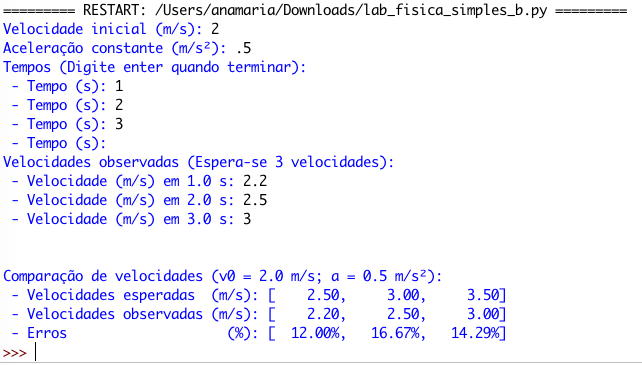 ========= RESTART: /Users/anamaria/Downloads/lab_fisica_simples_b.py =========
Velocidade inicial (m/s): 2
Aceleração constante (m/s²): .5
Tempos (Digite enter quando terminar):
 - Tempo (s): 1
 - Tempo (s): 2
 - Tempo (s): 3
 - Tempo (s):
Velocidades observadas (Espera-se 3 velocidades):
 - Velocidade (m/s) em 1.0 s: 2.2
 - Velocidade (m/s) em 2.0 s: 2.5
 - Velocidade (m/s) em 3.0 s: 3
Comparação de velocidades (v0 = 2.0 m/s; a = 0.5 m/s²):
 - Velocidades esperadas  (m/s): [    2.50,     3.00,     3.50]
 - Velocidades observadas (m/s): [    2.20,     2.50,     3.00]
 - Erros                    (%): [  12.00%,   16.67%,   14.29%]
>>>